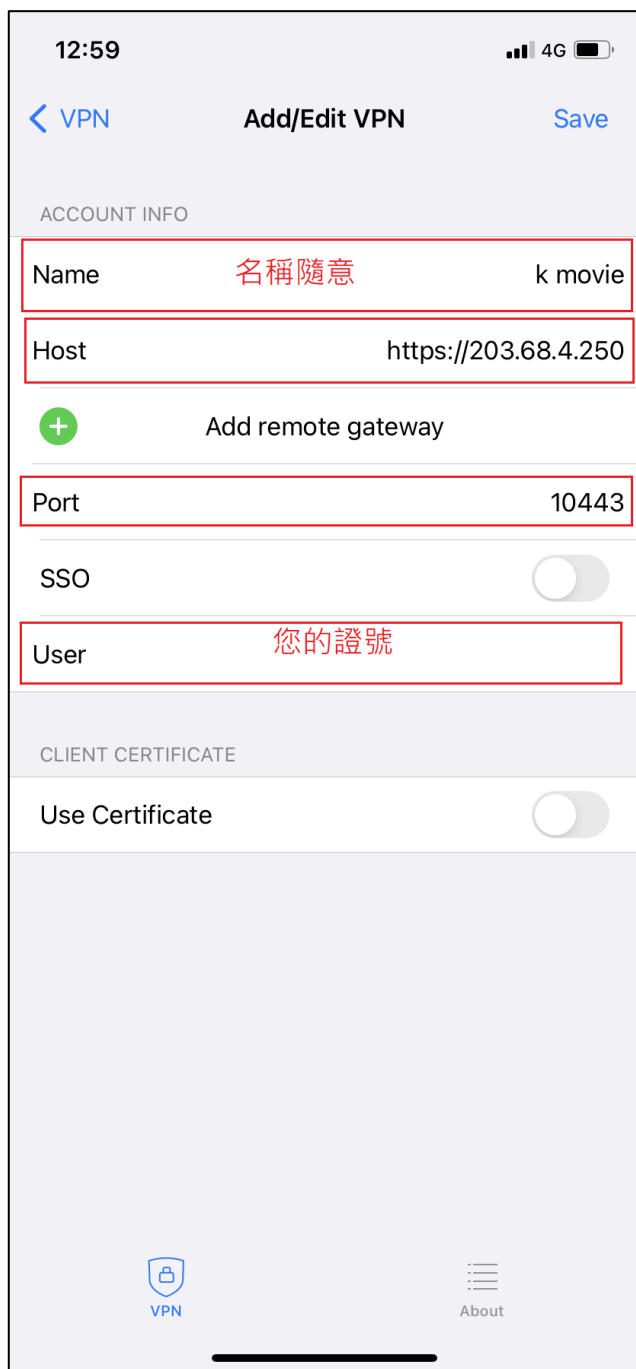 12:59 4G
VPN Add/Edit VPN Save
ACCOUNT INFO
Name 名稱隨意 k movie
Host https://203.68.4.250
Add remote gateway
Port 10443
SSO
User 您的證號
CLIENT CERTIFICATE
Use Certificate
VPN About